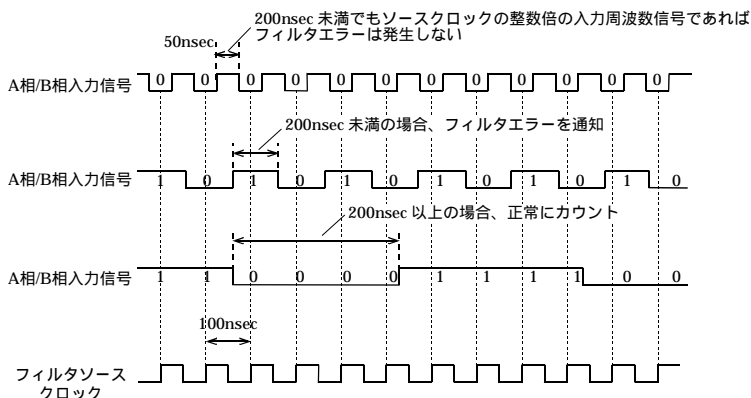 200nsec 未満でもソースクロックの整数倍の入力周波数信号であれば
フィルタエラーは発生しない
50nsec
A相/B相入力信号
0 0 0 0 0 0 0 0 0 0 0 0
200nsec 未満の場合、フィルタエラーを通知
A相/B相入力信号
1 0 1 0 1 0 1 0 1 0 1 0
200nsec 以上の場合、正常にカウント
A相/B相入力信号
1 1 0 0 0 0 1 1 1 1 0 0
100nsec
フィルタソース
クロック